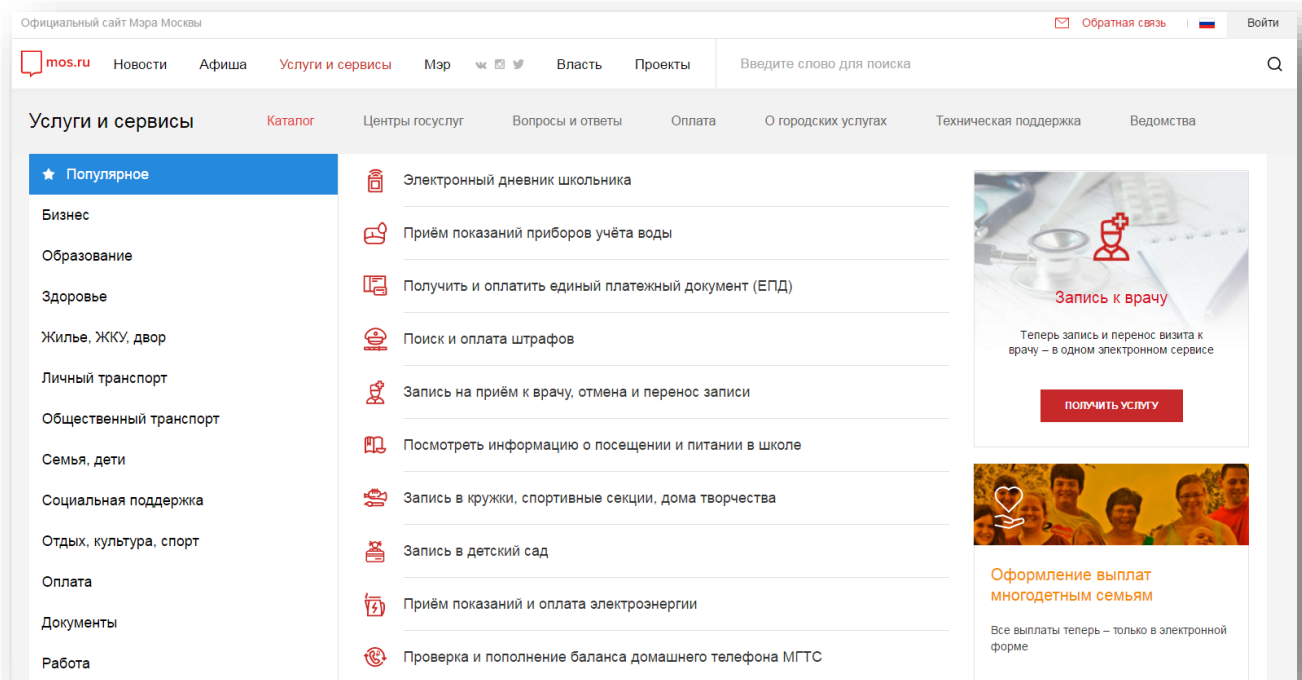 Официальный сайт Мэра Москвы
Обратная связь
Войти
mos.ru
Новости
Афиша
Услуги и сервисы
Мэр
Власть
Проекты
Введите слово для поиска
Услуги и сервисы
Каталог
Центры госуслуг
Вопросы и ответы
Оплата
О городских услугах
Техническая поддержка
Ведомства
Популярное
Бизнес
Образование
Здоровье
Жилье, ЖКУ, двор
Личный транспорт
Общественный транспорт
Семья, дети
Социальная поддержка
Отдых, культура, спорт
Оплата
Документы
Работа
Электронный дневник школьника
Приём показаний приборов учёта воды
Получить и оплатить единый платежный документ (ЕПД)
Поиск и оплата штрафов
Запись на приём к врачу, отмена и перенос записи
Посмотреть информацию о посещении и питании в школе
Запись в кружки, спортивные секции, дома творчества
Запись в детский сад
Приём показаний и оплата электроэнергии
Проверка и пополнение баланса домашнего телефона МГТС
Запись к врачу
Теперь запись и перенос визита к
врачу – в одном электронном сервисе
ПОЛУЧИТЬ УСЛУГУ
Оформление выплат
многодетным семьям
Все выплаты теперь – только в электронной
форме